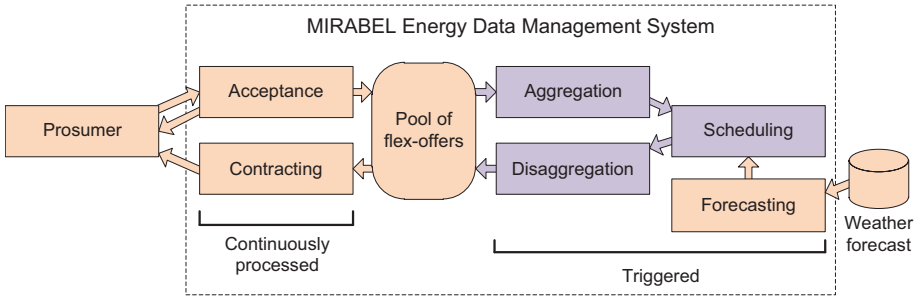 MIRABEL Energy Data Management System
Prosumer
Acceptance
Contracting
Pool of
flex-offers
Aggregation
Disaggregation
Scheduling
Forecasting
Weather
forecast
Continuously
processed
Triggered